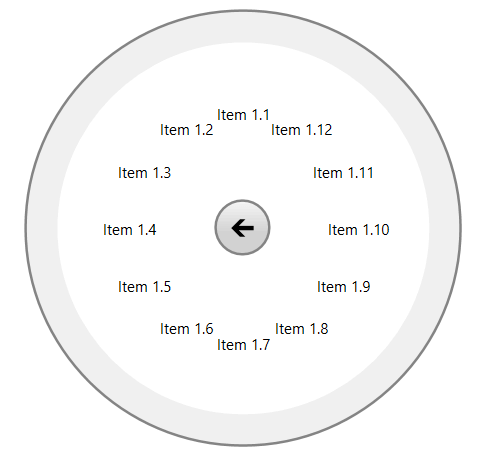 Item 1.1
Item 1.2
Item 1.12
Item 1.3
Item 1.11
Item 1.4
Item 1.10
Item 1.5
Item 1.9
Item 1.6
Item 1.8
Item 1.7